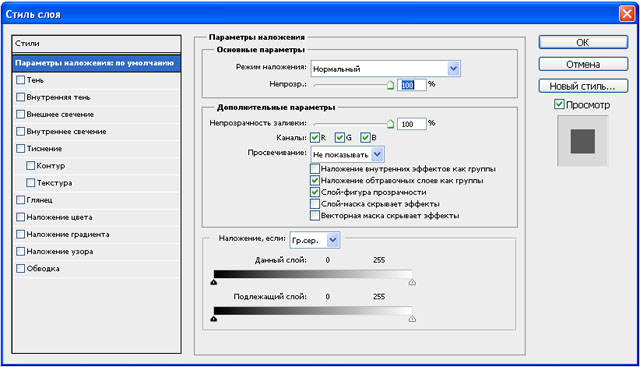 Стиль слоя
Стили
Параметры наложения: по умолчанию
Тень
Внутренняя тень
Внешнее свечение
Внутреннее свечение
Тиснение
Контур
Текстура
Глянец
Наложение цвета
Наложение градиента
Наложение узора
Обводка
Параметры наложения
Основные параметры
Режим наложения: Нормальный
Непрозр.: 100 %
Дополнительные параметры
Непрозрачность заливки: 100 %
Каналы: R G B
Просвечивание: Не показывать
Наложение внутренних эффектов как группы
Наложение обтравочных слоев как группы
Слой-фигура прозрачности
Слой-маска скрывает эффекты
Векторная маска скрывает эффекты
Наложение, если: Гр.сер.
Данный слой: 0 255
Подлежащий слой: 0 255
ОК
Отмена
Новый стиль...
Просмотр